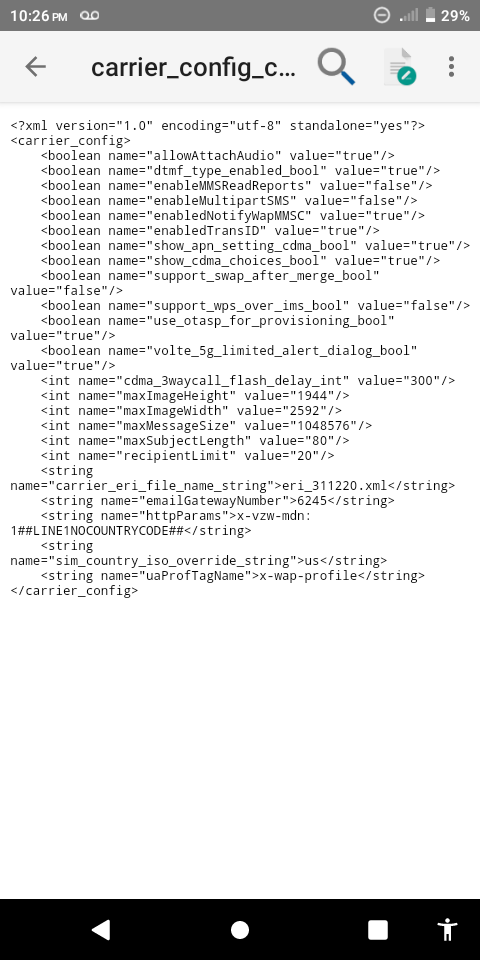 10:26 PM 29%
carrier_config_c...
<?xml version="1.0" encoding="utf-8" standalone="yes"?>
<carrier_config>
    <boolean name="allowAttachAudio" value="true"/>
    <boolean name="dtmf_type_enabled_bool" value="true"/>
    <boolean name="enableMMSReadReports" value="false"/>
    <boolean name="enableMultipartSMS" value="false"/>
    <boolean name="enabledNotifyWapMMSC" value="true"/>
    <boolean name="enabledTransID" value="true"/>
    <boolean name="show_apn_setting_cdma_bool" value="true"/>
    <boolean name="show_cdma_choices_bool" value="true"/>
    <boolean name="support_swap_after_merge_bool"
value="false"/>
    <boolean name="support_wps_over_ims_bool" value="false"/>
    <boolean name="use_otasp_for_provisioning_bool"
value="true"/>
    <boolean name="volte_5g_limited_alert_dialog_bool"
value="true"/>
    <int name="cdma_3waycall_flash_delay_int" value="300"/>
    <int name="maxImageHeight" value="1944"/>
    <int name="maxImageWidth" value="2592"/>
    <int name="maxMessageSize" value="1048576"/>
    <int name="maxSubjectLength" value="80"/>
    <int name="recipientLimit" value="20"/>
    <string
name="carrier_eri_file_name_string">eri_311220.xml</string>
    <string name="emailGatewayNumber">6245</string>
    <string name="httpParams">x-vzw-mdn:
1##LINE1NOCOUNTRYCODE##</string>
    <string
name="sim_country_iso_override_string">us</string>
    <string name="uaProfTagName">x-wap-profile</string>
</carrier_config>